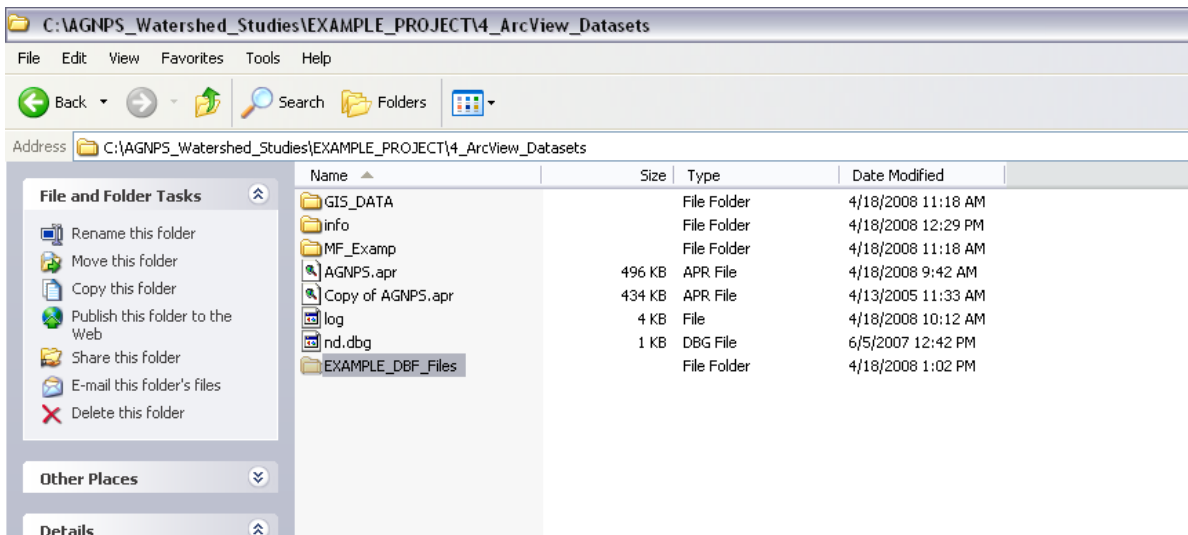 C:\AGNPS_Watershed_Studies\EXAMPLE_PROJECT\4_ArcView_Datasets
File Edit View Favorites Tools Help
Back Search Folders
Address C:\AGNPS_Watershed_Studies\EXAMPLE_PROJECT\4_ArcView_Datasets
Name Size Type Date Modified
File and Folder Tasks
Rename this folder
Move this folder
Copy this folder
Publish this folder to the
Web
Share this folder
E-mail this folder's files
Delete this folder
Other Places
Details
GIS_DATA File Folder 4/18/2008 11:18 AM
info File Folder 4/18/2008 12:29 PM
MF_Examp File Folder 4/18/2008 11:18 AM
AGNPS.apr 496 KB APR File 4/18/2008 9:42 AM
Copy of AGNPS.apr 434 KB APR File 4/13/2005 11:33 AM
log 4 KB File 4/18/2008 10:12 AM
nd.dbg 1 KB DBG File 6/5/2007 12:42 PM
EXAMPLE_DBF_Files File Folder 4/18/2008 1:02 PM